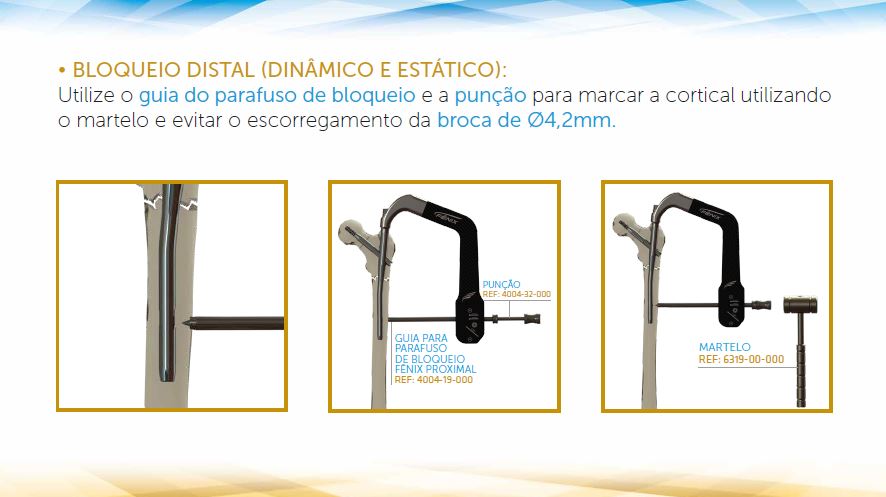 • BLOQUEIO DISTAL (DINÂMICO E ESTÁTICO):
Utilize o guia do parafuso de bloqueio e a punção para marcar a cortical utilizando
o martelo e evitar o escorregamento da broca de Ø4,2mm.
FÊNIX
PUNÇÃO
REF: 4004-32-000
GUIA PARA
PARAFUSO
DE BLOQUEIO
FÊNIX PROXIMAL
REF: 4004-19-000
FÊNIX
MARTELO
REF: 6319-00-000